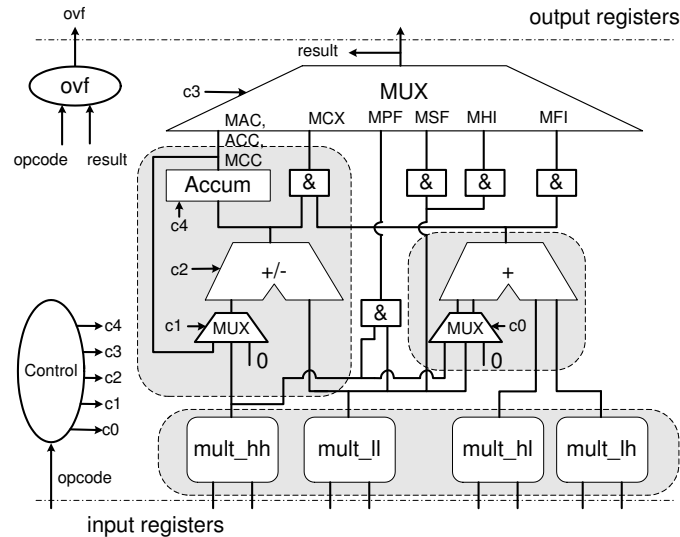 ovf
output registers
result
ovf
c3
MUX
MAC,
ACC,
MCC
MCX
MPF
MSF
MHI
MFI
opcode
result
Accum
&
&
&
&
c4
c2
+/-
+
&
c1
MUX
0
MUX
c0
0
Control
c4
c3
c2
c1
c0
opcode
mult_hh
mult_ll
mult_hl
mult_lh
input registers